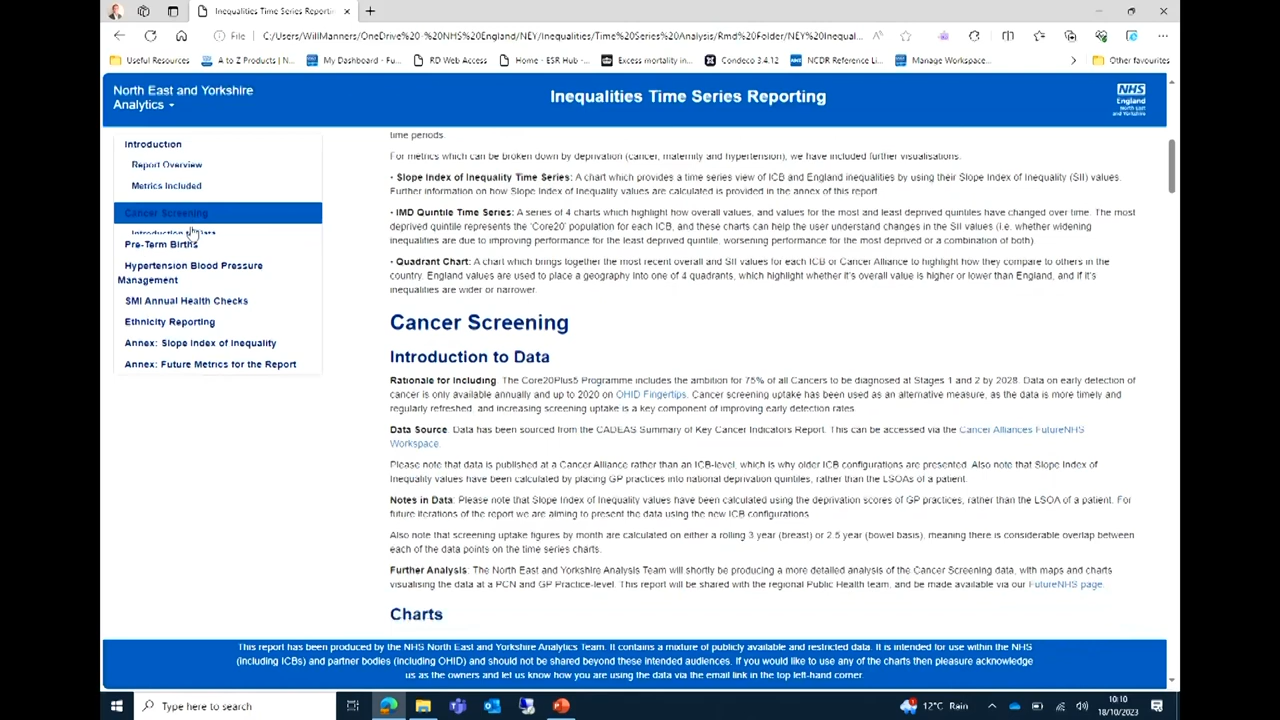 Inequalities Time Series Reportin
File
C:/Users/WillManners/OneDrive%20-%20NHS%20England/NEY/Inequalities/Time%20Series%20Analysis/Rmd%20Folder/NEY%20Inequal...
Useful Resources
A to Z Products | N...
My Dashboard - Fu...
RD Web Access
Home - ESR Hub -...
Excess mortality in...
Condeco 3.4.12
NCDR Reference Li...
Manage Workspace...
Other favourites
North East and Yorkshire
Analytics
Inequalities Time Series Reporting
NHS
England
North East
and Yorkshire
Introduction
Report Overview
Metrics Included
Cancer Screening
Introduction to Data
Pre-Term Births
Hypertension Blood Pressure
Management
SMI Annual Health Checks
Ethnicity Reporting
Annex: Slope Index of Inequality
Annex: Future Metrics for the Report
time periods.
For metrics which can be broken down by deprivation (cancer, maternity and hypertension), we have included further visualisations.
• Slope Index of Inequality Time Series: A chart which provides a time series view of ICB and England inequalities by using their Slope Index of Inequality (SII) values.
Further information on how Slope Index of Inequality values are calculated is provided in the annex of this report
• IMD Quintile Time Series: A series of 4 charts which highlight how overall values, and values for the most and least deprived quintiles have changed over time. The most
deprived quintile represents the 'Core20' population for each ICB, and these charts can help the user understand changes in the SII values (i.e. whether widening
inequalities are due to improving performance for the least deprived quintile, worsening performance for the most deprived or a combination of both)
• Quadrant Chart: A chart which brings together the most recent overall and SII values for each ICB or Cancer Alliance to highlight how they compare to others in the
country. England values are used to place a geography into one of 4 quadrants, which highlight whether it's overall value is higher or lower than England, and if it's
inequalities are wider or narrower.
Cancer Screening
Introduction to Data
Rationale for Including. The Core20Plus5 Programme includes the ambition for 75% of all Cancers to be diagnosed at Stages 1 and 2 by 2028. Data on early detection of
cancer is only available annually and up to 2020 on OHID Fingertips. Cancer screening uptake has been used as an alternative measure, as the data is more timely and
regularly refreshed, and increasing screening uptake is a key component of improving early detection rates.
Data Source. Data has been sourced from the CADEAS Summary of Key Cancer Indicators Report. This can be accessed via the Cancer Alliances FutureNHS
Workspace.
Please note that data is published at a Cancer Alliance rather than an ICB-level, which is why older ICB configurations are presented. Also note that Slope Index of
Inequality values have been calculated by placing GP practices into national deprivation quintiles, rather than the LSOAs of a patient.
Notes in Data: Please note that Slope Index of Inequality values have been calculated using the deprivation scores of GP practices, rather than the LSOA of a patient. For
future iterations of the report we are aiming to present the data using the new ICB configurations.
Also note that screening uptake figures by month are calculated on either a rolling 3 year (breast) or 2.5 year (bowel basis), meaning there is considerable overlap between
each of the data points on the time series charts.
Further Analysis: The North East and Yorkshire Analysis Team will shortly be producing a more detailed analysis of the Cancer Screening data, with maps and charts
visualising the data at a PCN and GP Practice-level. This report will be shared with the regional Public Health team, and be made available via our FutureNHS page.
Charts
This report has been produced by the NHS North East and Yorkshire Analytics Team. It contains a mixture of publicly available and restricted data. It is intended for use within the NHS
(including ICBs) and partner bodies (including OHID) and should not be shared beyond these intended audiences. If you would like to use any of the charts then pleasure acknowledge
us as the owners and let us know how you are using the data via the email link in the top left-hand corner.
Type here to search
12°C Rain
10:10
18/10/2023